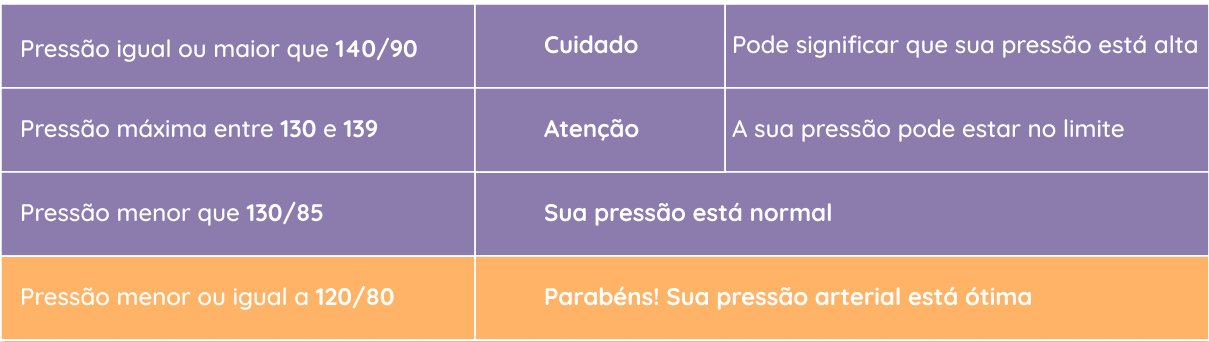 Pressão igual ou maior que 140/90 Cuidado Pode significar que sua pressão está alta
Pressão máxima entre 130 e 139 Atenção A sua pressão pode estar no limite
Pressão menor que 130/85 Sua pressão está normal
Pressão menor ou igual a 120/80 Parabéns! Sua pressão arterial está ótima